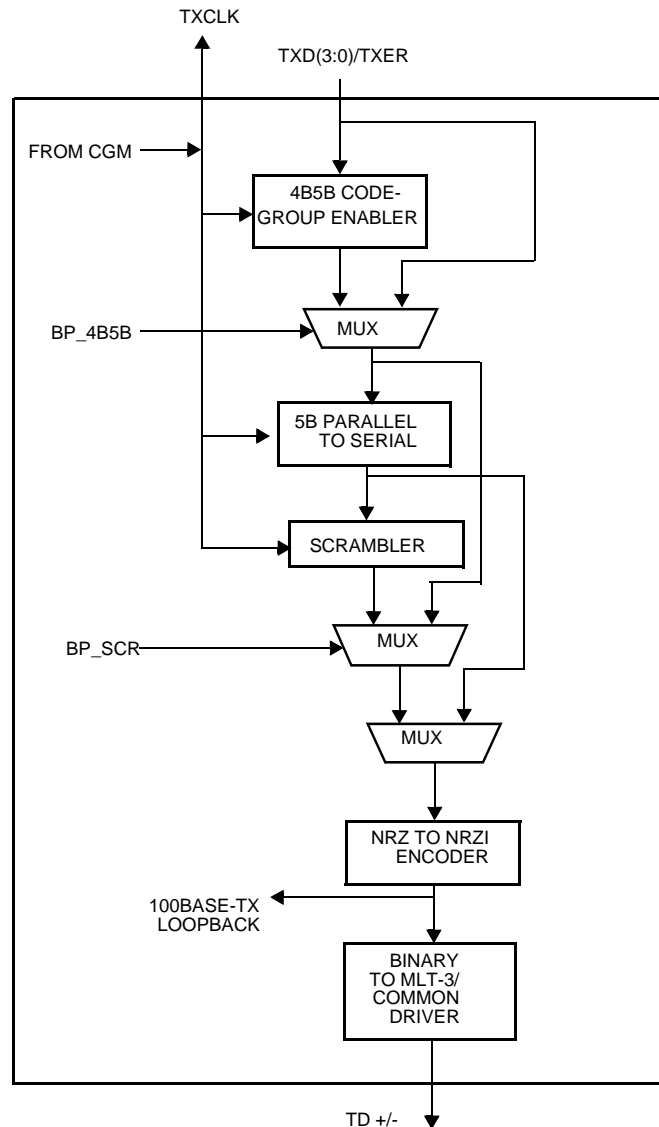 TXCLK
TXD(3:0)/TXER
FROM CGM
4B5B CODE-
GROUP ENABLER
BP_4B5B
MUX
5B PARALLEL
TO SERIAL
SCRAMBLER
BP_SCR
MUX
MUX
NRZ TO NRZI
ENCODER
100BASE-TX
LOOPBACK
BINARY
TO MLT-3/
COMMON
DRIVER
TD +/-